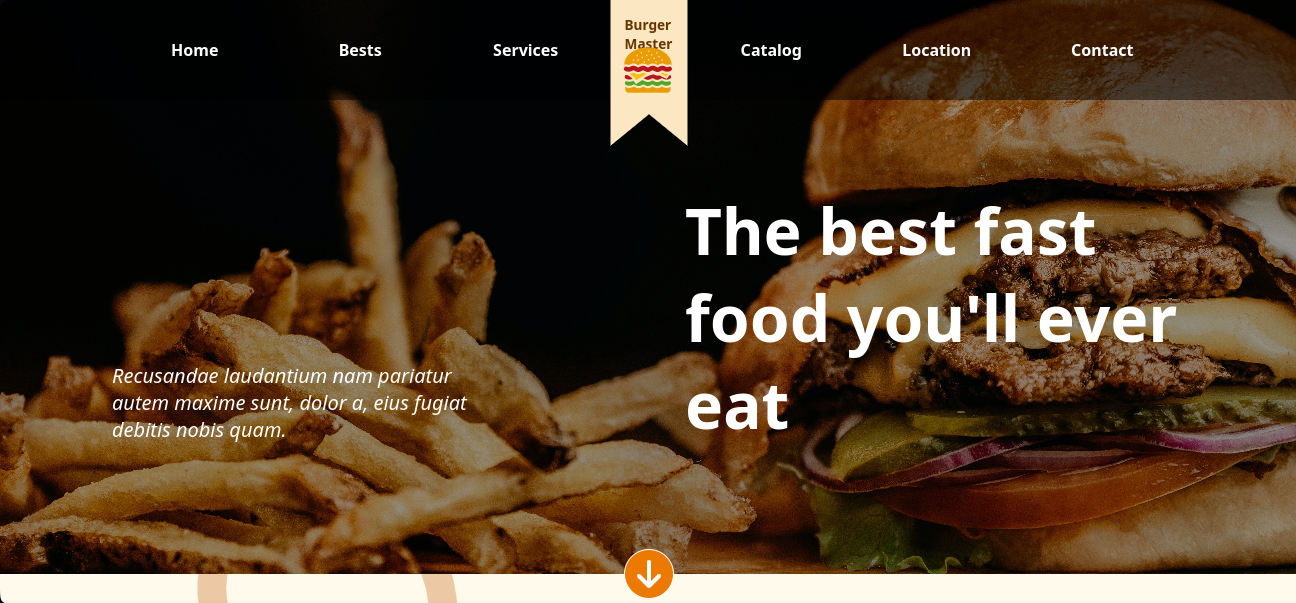 Home
Bests
Services
Burger
Master
Catalog
Location
Contact
The best fast
food you'll ever
eat
Recusandae laudantium nam pariatur
autem maxime sunt, dolor a, eius fugiat
debitis nobis quam.